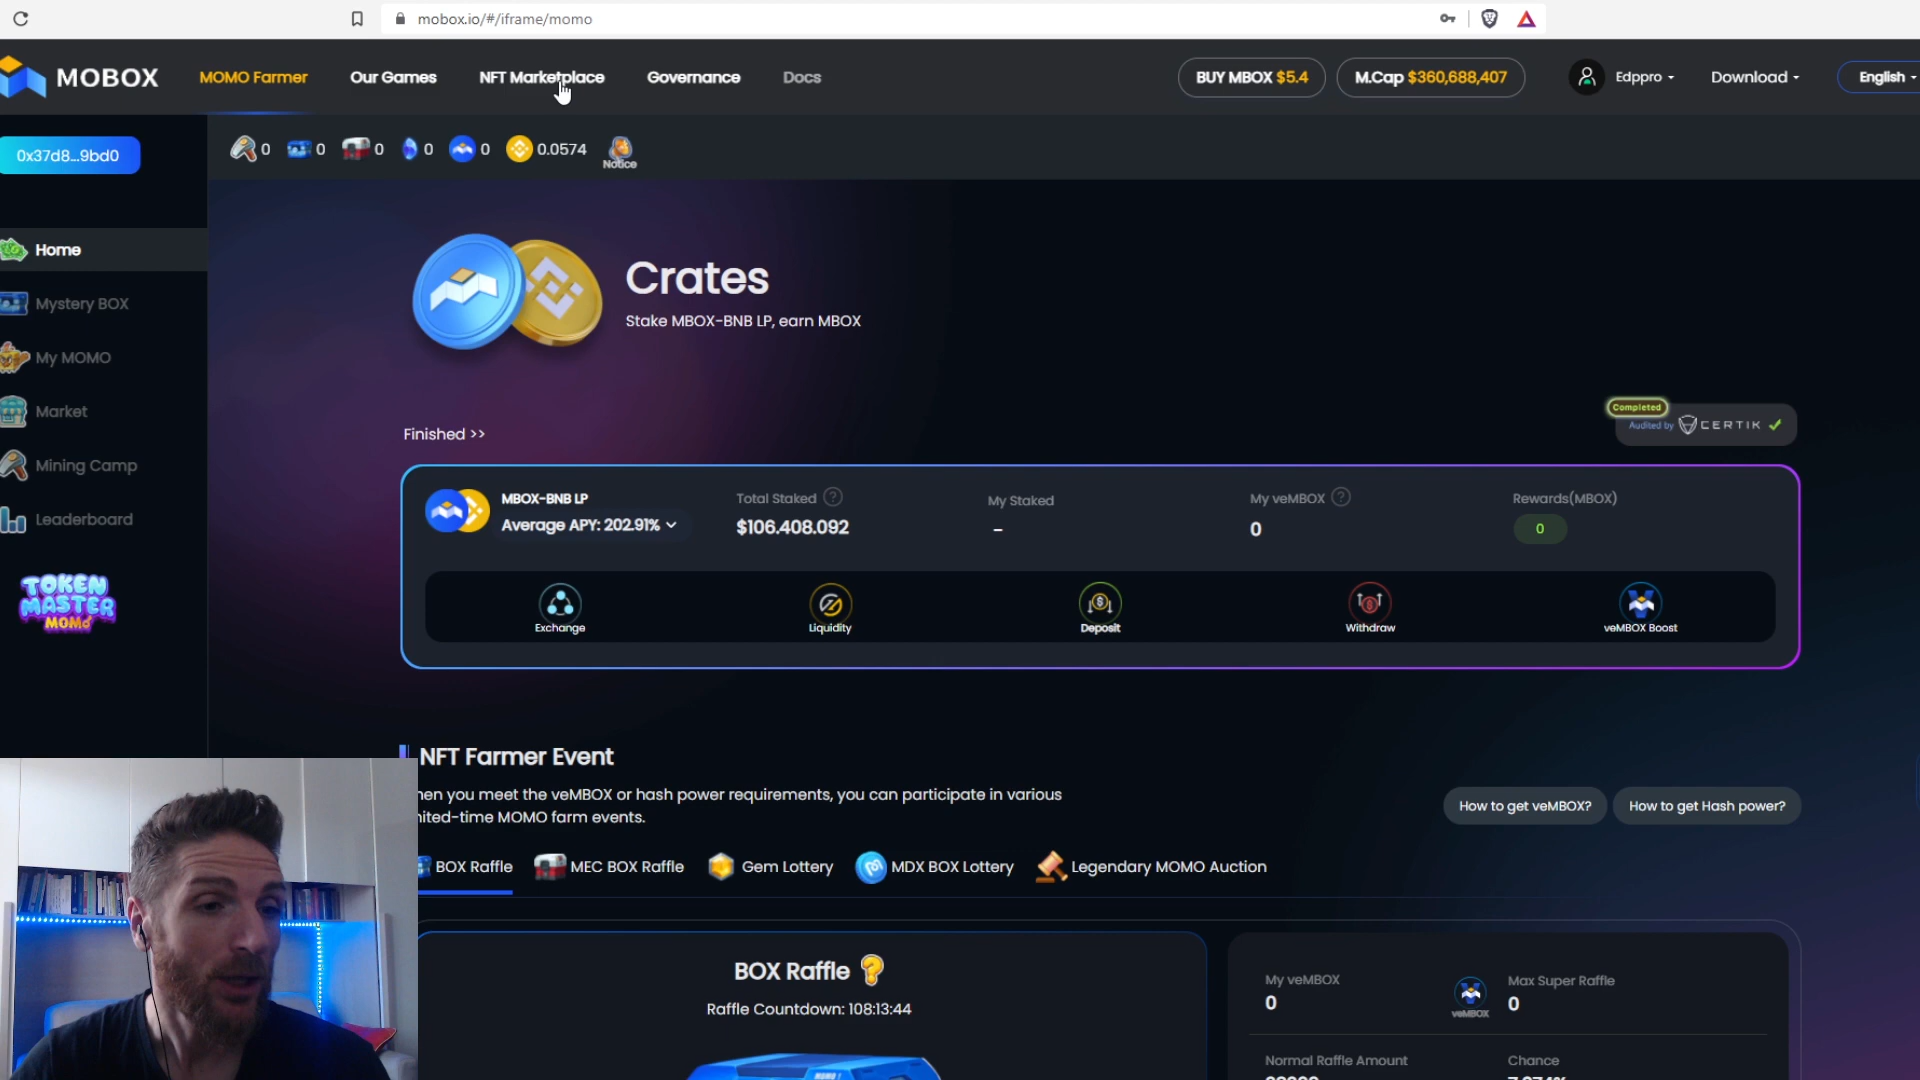 mobox.io/#/iframe/momo
MOBOX
MOMO Farmer
Our Games
NFT Marketplace
Governance
Docs
BUY MBOX $5.4
M.Cap $360,688,407
Edppro
Download
English
0x37d8...9bd0
0
0
0
0
0
0.0574
Notice
Home
Mystery BOX
My MOMO
Market
Mining Camp
Leaderboard
TOKEN
MASTER
MOMO
Crates
Stake MBOX-BNB LP, earn MBOX
Finished >>
Completed
Audited by CERTIK
MBOX-BNB LP
Average APY: 202.91%
Total Staked ?
$106.408.092
My Staked
-
My veMBOX ?
0
Rewards(MBOX)
0
Exchange
Liquidity
Deposit
Withdraw
veMBOX Boost
NFT Farmer Event
hen you meet the veMBOX or hash power requirements, you can participate in various
nited-time MOMO farm events.
How to get veMBOX?
How to get Hash power?
BOX Raffle
MEC BOX Raffle
Gem Lottery
MDX BOX Lottery
Legendary MOMO Auction
BOX Raffle
Raffle Countdown: 108:13:44
MOMO !
My veMBOX
0
veMBOX
Max Super Raffle
0
Normal Raffle Amount
Chance